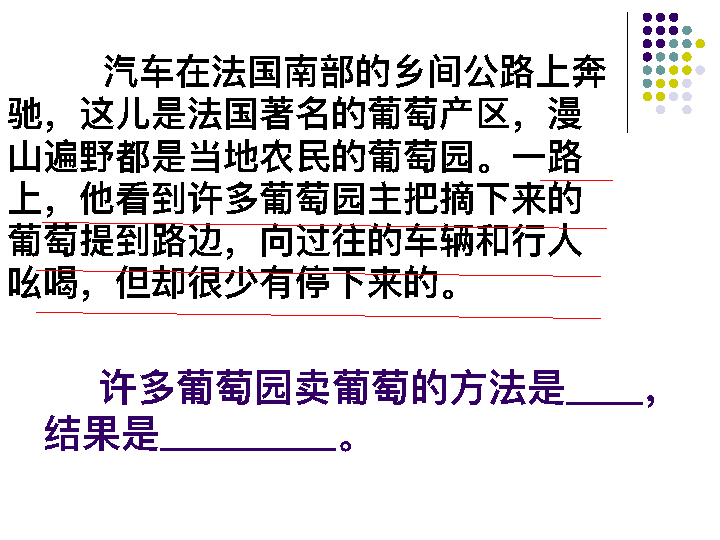 汽车在法国南部的乡间公路上奔
驰，这儿是法国著名的葡萄产区，漫
山遍野都是当地农民的葡萄园。一路
上，他看到许多葡萄园主把摘下来的
葡萄提到路边，向过往的车辆和行人
吆喝，但却很少有停下来的。
许多葡萄园卖葡萄的方法是____，
结果是_________。